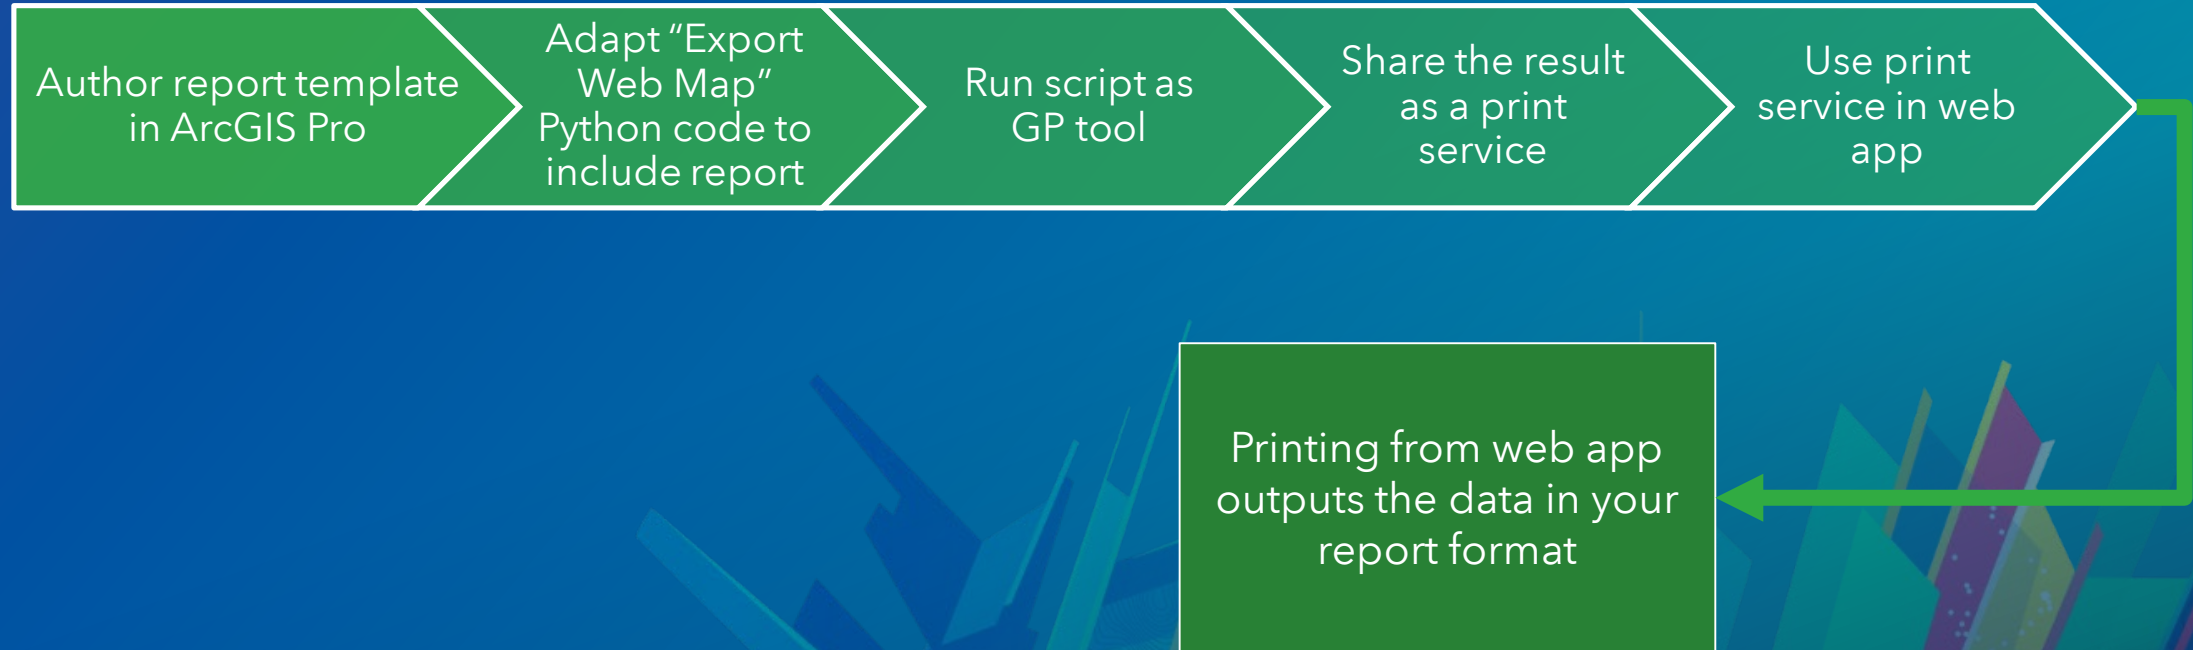 Author report template
in ArcGIS Pro
Adapt “Export
Web Map”
Python code to
include report
Run script as
GP tool
Share the result
as a print
service
Use print
service in web
app
Printing from web app
outputs the data in your
report format